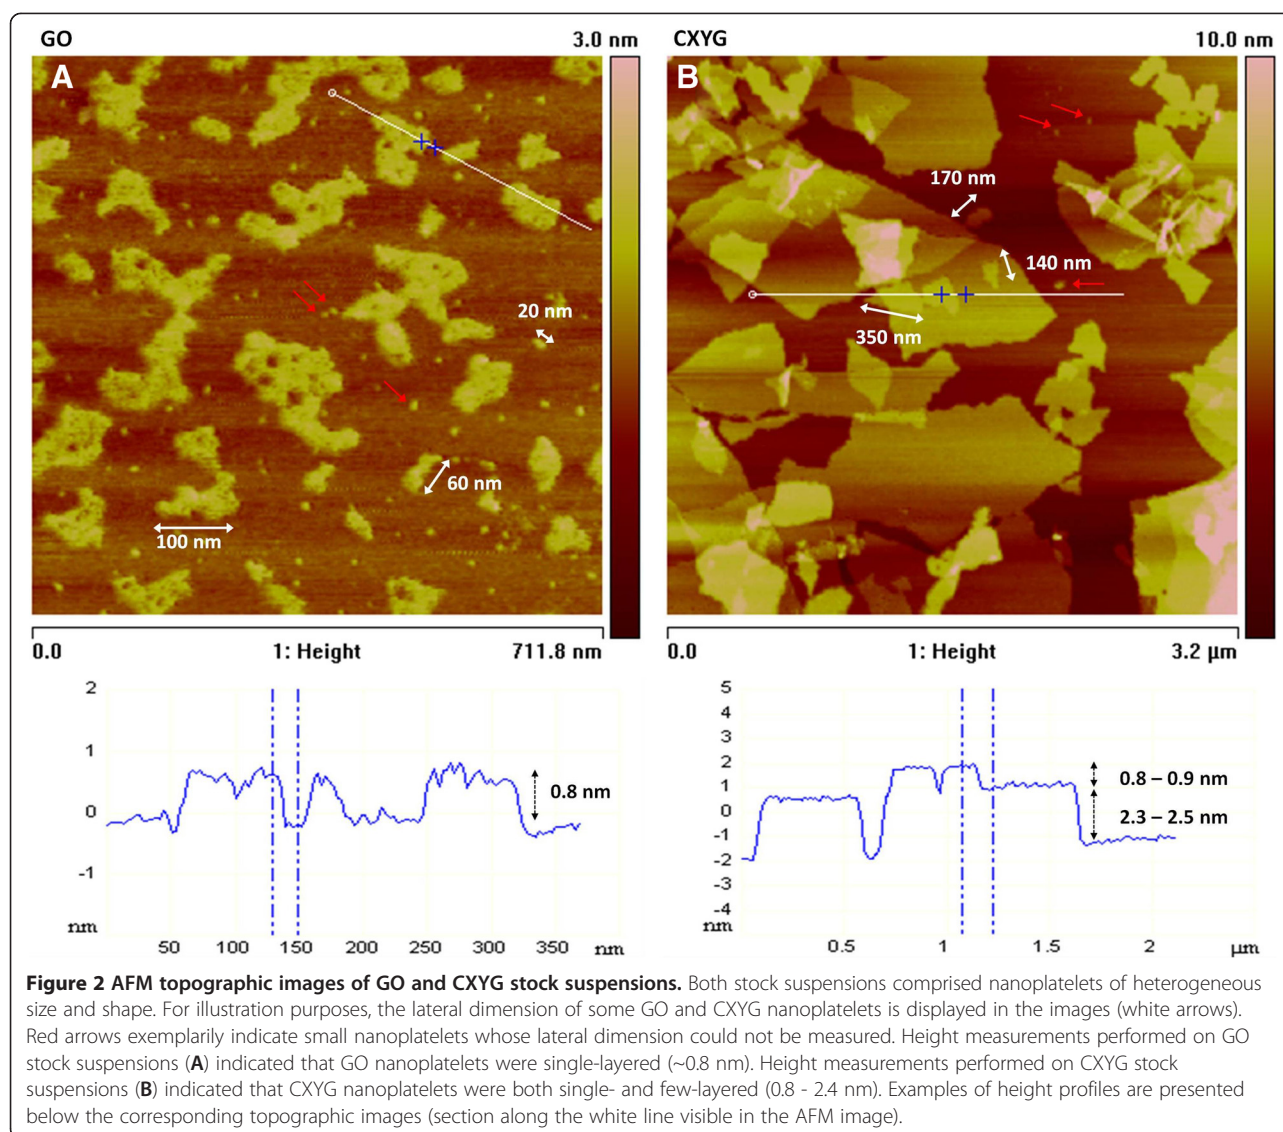 GO
3.0 nm
CXYG
10.0 nm
A
B
20 nm
60 nm
100 nm
170 nm
140 nm
350 nm
0.0
1: Height
711.8 nm
0.0
1: Height
3.2 µm
2
1
0
-1
nm
0.8 nm
50
100
150
200
250
300
350
nm
5
4
3
2
1
0
-1
-2
-3
-4
nm
0.8 – 0.9 nm
2.3 – 2.5 nm
0.5
1
1.5
2
µm
Figure 2 AFM topographic images of GO and CXYG stock suspensions. Both stock suspensions comprised nanoplatelets of heterogeneous
size and shape. For illustration purposes, the lateral dimension of some GO and CXYG nanoplatelets is displayed in the images (white arrows).
Red arrows exemplarily indicate small nanoplatelets whose lateral dimension could not be measured. Height measurements performed on GO
stock suspensions (A) indicated that GO nanoplatelets were single-layered (~0.8 nm). Height measurements performed on CXYG stock
suspensions (B) indicated that CXYG nanoplatelets were both single- and few-layered (0.8 - 2.4 nm). Examples of height profiles are presented
below the corresponding topographic images (section along the white line visible in the AFM image).